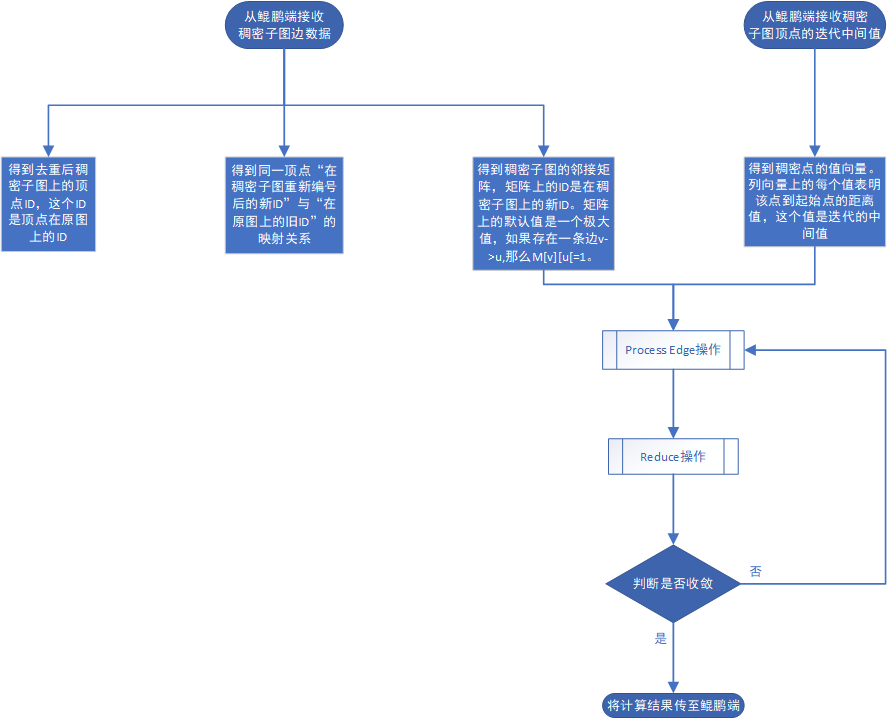 从鲲鹏端接收
稠密子图边数据
从鲲鹏端接收稠密
子图顶点的迭代中间值
得到去重后稠
密子图上的顶
点ID，这个ID
是顶点在原图
上的ID
得到同一顶点“在
稠密子图重新编号
后的新ID”与“在
原图上的旧ID”的
映射关系
得到稠密子图的邻接矩
阵，矩阵上的ID是在稠
密子图上的新ID。矩阵
上的默认值是一个极大
值，如果存在一条边v-
>u,那么M[v][u[=1。
得到稠密点的值向量。
列向量上的每个值表明
该点到起始点的距离
值，这个值是迭代的中
间值
Process Edge操作
Reduce操作
判断是否收敛
否
是
将计算结果传至鲲鹏端